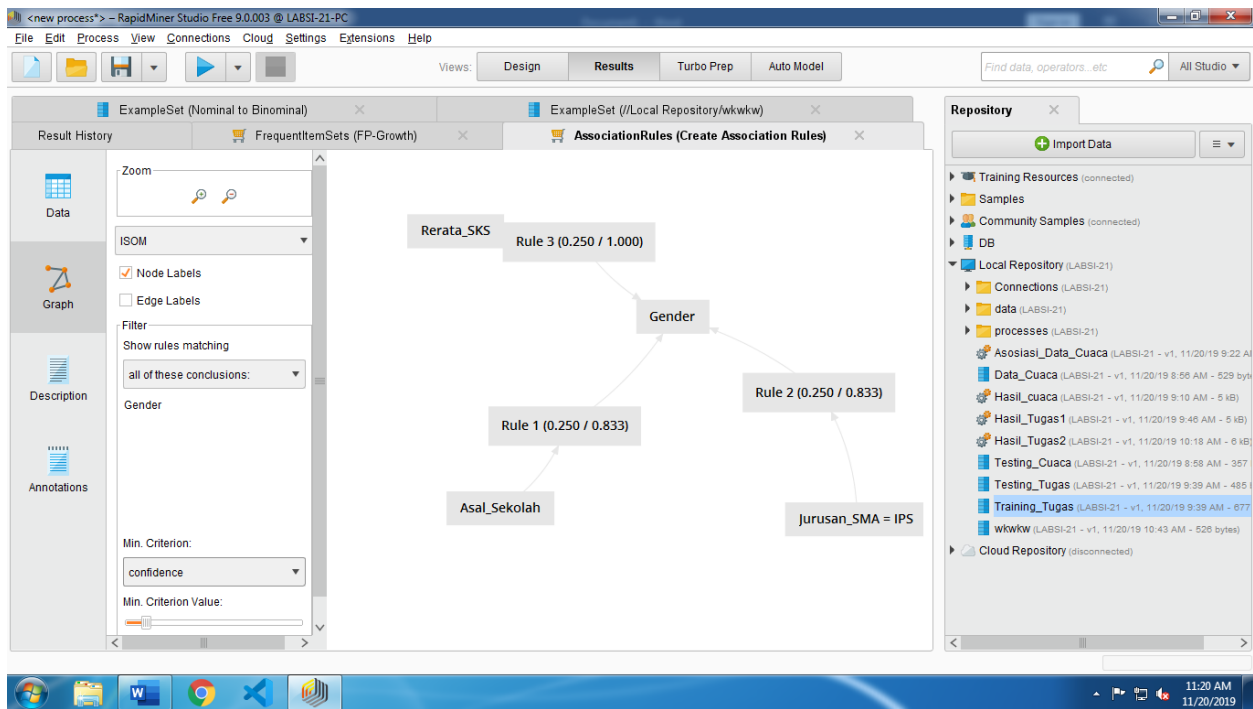 <new process*> – RapidMiner Studio Free 9.0.003 @ LABSI-21-PC
File Edit Process View Connections Cloud Settings Extensions Help
Views: Design Results Turbo Prep Auto Model
Find data, operators...etc All Studio
ExampleSet (Nominal to Binominal) ExampleSet (//Local Repository/wkwkw)
Result History FrequentItemSets (FP-Growth) AssociationRules (Create Association Rules)
Data
Graph
Description
Annotations
Zoom
ISOM
Node Labels
Edge Labels
Filter
Show rules matching
all of these conclusions:
Gender
Min. Criterion:
confidence
Min. Criterion Value:
Rerata_SKS
Rule 3 (0.250 / 1.000)
Gender
Rule 2 (0.250 / 0.833)
Rule 1 (0.250 / 0.833)
Asal_Sekolah
Jurusan_SMA = IPS
Repository
Import Data
Training Resources (connected)
Samples
Community Samples (connected)
DB
Local Repository (LABSI-21)
Connections (LABSI-21)
data (LABSI-21)
processes (LABSI-21)
Asosiasi_Data_Cuaca (LABSI-21 - v1, 11/20/19 9:22 A
Data_Cuaca (LABSI-21 - v1, 11/20/19 8:56 AM - 529 byt
Hasil_cuaca (LABSI-21 - v1, 11/20/19 9:10 AM - 5 kB)
Hasil_Tugas1 (LABSI-21 - v1, 11/20/19 9:46 AM - 5 kB)
Hasil_Tugas2 (LABSI-21 - v1, 11/20/19 10:18 AM - 6 kB
Testing_Cuaca (LABSI-21 - v1, 11/20/19 8:58 AM - 357
Testing_Tugas (LABSI-21 - v1, 11/20/19 9:39 AM - 485
Training_Tugas (LABSI-21 - v1, 11/20/19 9:39 AM - 677
wkwkw (LABSI-21 - v1, 11/20/19 10:43 AM - 526 bytes)
Cloud Repository (disconnected)
11:20 AM
11/20/2019